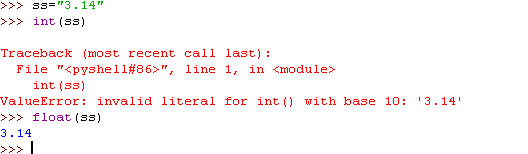 >>> ss="3.14"
>>> int(ss)
Traceback (most recent call last):
  File "<pyshell#86>", line 1, in <module>
    int(ss)
ValueError: invalid literal for int() with base 10: '3.14'
>>> float(ss)
3.14
>>>